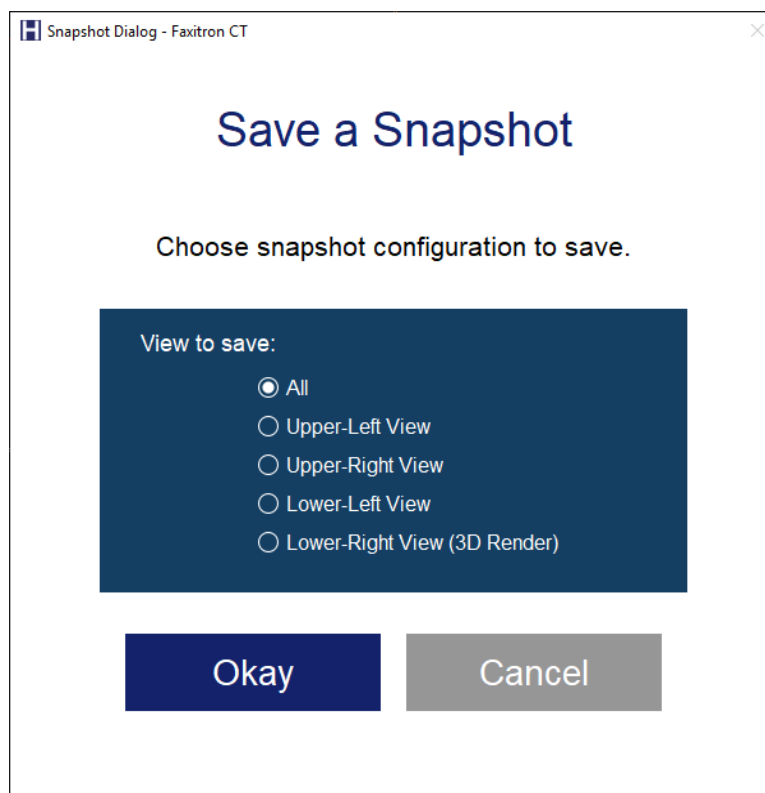 Snapshot Dialog - Faxitron CT
Save a Snapshot
Choose snapshot configuration to save.
View to save:
All
Upper-Left View
Upper-Right View
Lower-Left View
Lower-Right View (3D Render)
Okay Cancel